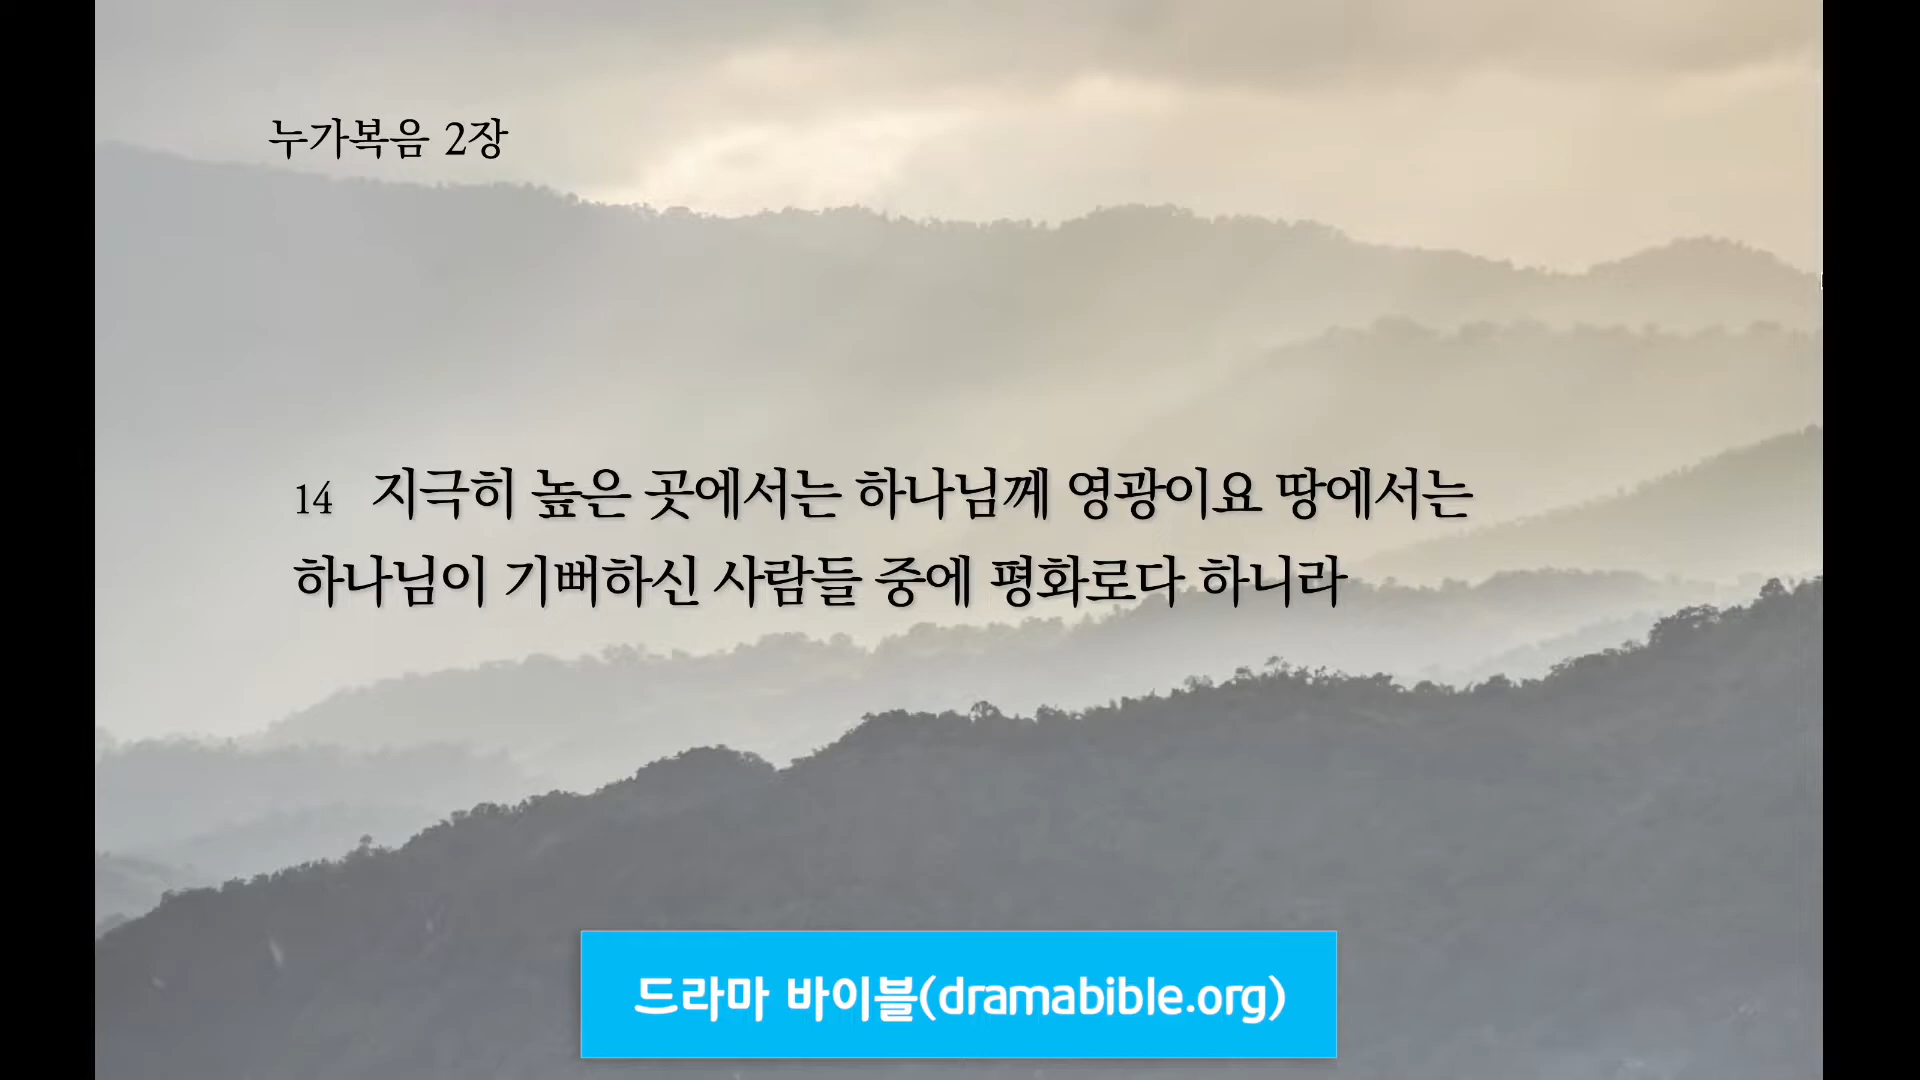 누가복음 2장
14 지극히 높은 곳에서는 하나님께 영광이요 땅에서는
하나님이 기뻐하신 사람들 중에 평화로다 하니라
드라마 바이블(dramabible.org)